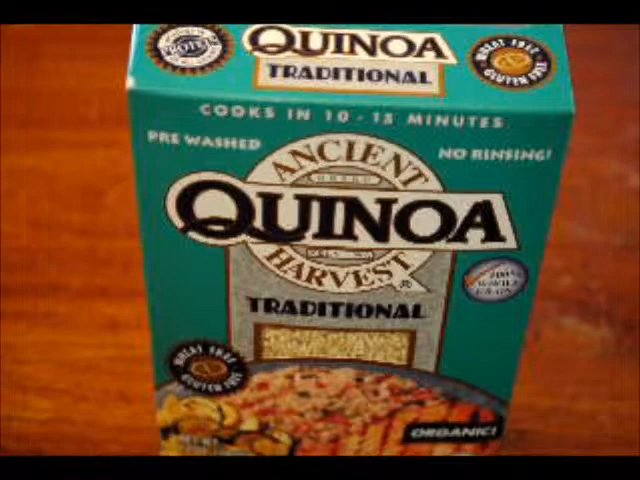 PROTEIN
QUINOA
TRADITIONAL
WHEAT FREE
GLUTEN FREE
COOKS IN 10 - 15 MINUTES
PRE WASHED
NO RINSING!
ANCIENT
QUINOA
HARVEST
®
TRADITIONAL
100%
WHOLE
GRAIN
WHEAT FREE
GLUTEN FREE
ORGANIC!